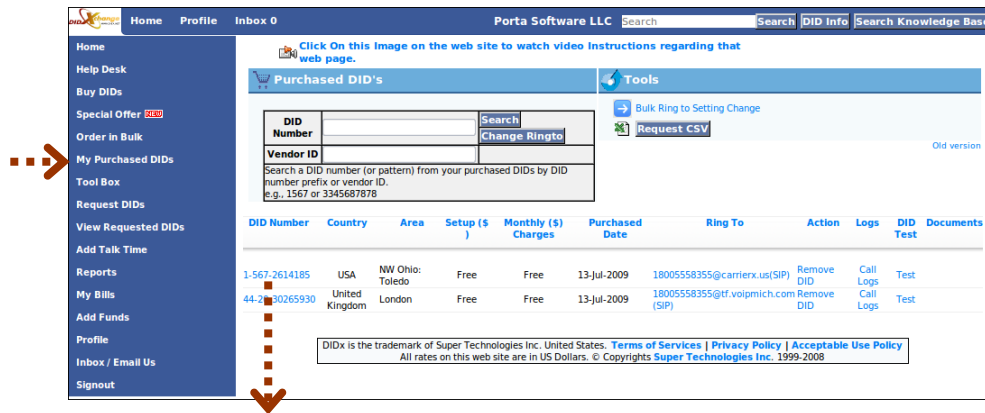 DIDXchange Home Profile Inbox 0 Porta Software LLC Search Search DID Info Search Knowledge Base
Home
Help Desk
Buy DIDs
Special Offer NEW
Order in Bulk
My Purchased DIDs
Tool Box
Request DIDs
View Requested DIDs
Add Talk Time
Reports
My Bills
Add Funds
Profile
Inbox / Email Us
Signout
Click On this Image on the web site to watch video Instructions regarding that
web page.
Purchased DID's
DID
Number
Search
Change Ringto
Vendor ID
Search a DID number (or pattern) from your purchased DIDs by DID
number prefix or vendor ID.
e.g., 1567 or 3345687878
Tools
Bulk Ring to Setting Change
Request CSV
Old version
DID Number Country Area Setup ($ Monthly ($) Purchased Ring To Action Logs DID Documents
) Charges Date Test
1-567-2614185 USA NW Ohio: Toledo Free Free 13-Jul-2009 18005558355@carrierx.us(SIP) Remove DID Call Logs Test
44-20-30265930 United Kingdom London Free Free 13-Jul-2009 18005558355@tf.voipmich.com (SIP) Remove DID Call Logs Test
DIDx is the trademark of Super Technologies Inc. United States. Terms of Services | Privacy Policy | Acceptable Use Policy
All rates on this web site are in US Dollars. © Copyrights Super Technologies Inc. 1999-2008